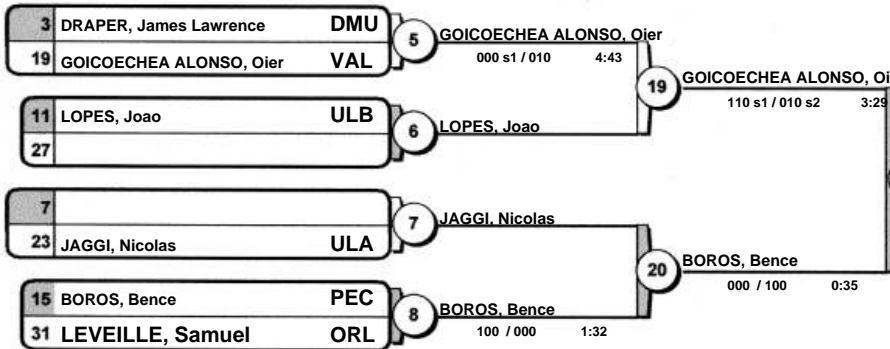 3 DRAPER, James Lawrence DMU
19 GOICOECHEA ALONSO, Oier VAL
5 GOICOECHEA ALONSO, Oier
000 s1 / 010 4:43
11 LOPES, Joao ULB
27
6 LOPES, Joao
19 GOICOECHEA ALONSO, Oi
110 s1 / 010 s2 3:29
7
23 JAGGI, Nicolas ULA
7 JAGGI, Nicolas
15 BOROS, Bence PEC
31 LEVEILLE, Samuel ORL
8 BOROS, Bence
100 / 000 1:32
20 BOROS, Bence
000 / 100 0:35